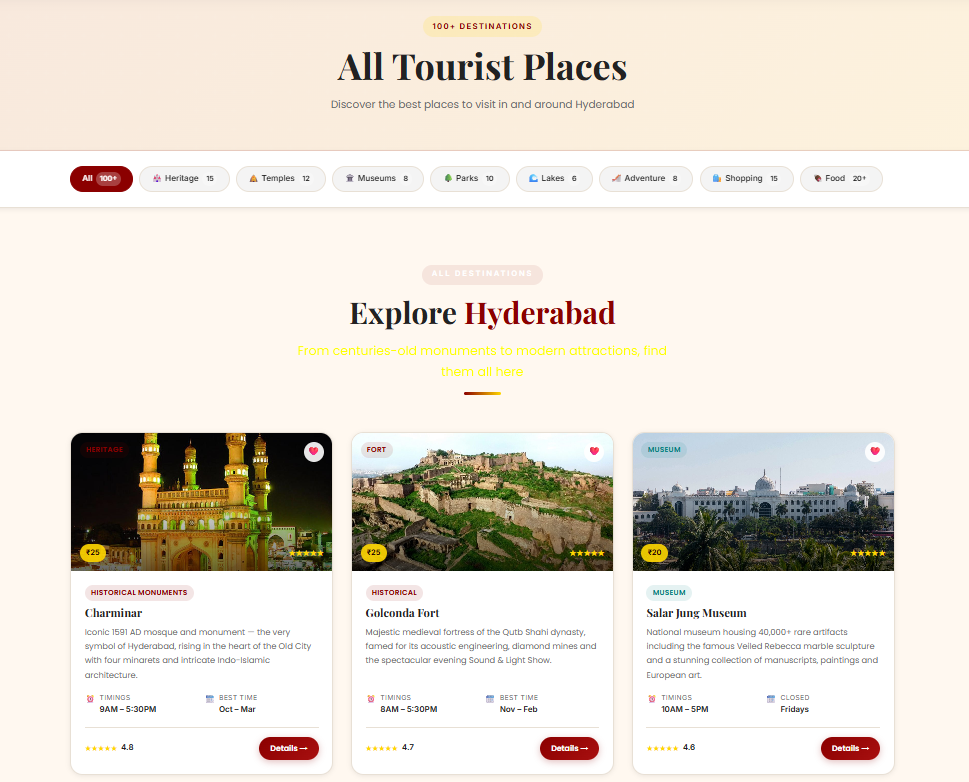 100+ DESTINATIONS
All Tourist Places
Discover the best places to visit in and around Hyderabad
All 100+
Heritage 15
Temples 12
Museums 8
Parks 10
Lakes 6
Adventure 8
Shopping 15
Food 20+
ALL DESTINATIONS
Explore Hyderabad
From centuries-old monuments to modern attractions, find
them all here
HERITAGE
₹25
★★★★★
HISTORICAL MONUMENTS
Charminar
Iconic 1591 AD mosque and monument — the very
symbol of Hyderabad, rising in the heart of the Old City
with four minarets and intricate Indo-Islamic
architecture.
TIMINGS
9AM – 5:30PM
BEST TIME
Oct – Mar
★★★★★ 4.8
Details →
FORT
₹25
★★★★★
HISTORICAL
Golconda Fort
Majestic medieval fortress of the Qutb Shahi dynasty,
famed for its acoustic engineering, diamond mines and
the spectacular evening Sound & Light Show.
TIMINGS
8AM – 5:30PM
BEST TIME
Nov – Feb
★★★★★ 4.7
Details →
MUSEUM
₹20
★★★★★
MUSEUM
Salar Jung Museum
National museum housing 40,000+ rare artifacts
including the famous Veiled Rebecca marble sculpture
and a stunning collection of manuscripts, paintings and
European art.
TIMINGS
10AM – 5PM
CLOSED
Fridays
★★★★★ 4.6
Details →